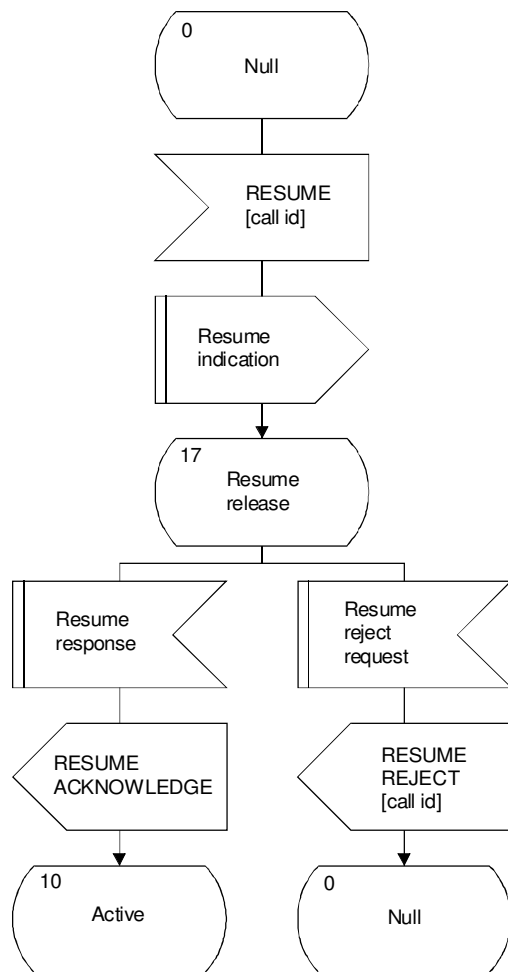 0
Null
RESUME
[call id]
Resume
indication
17
Resume
release
Resume
response
Resume
reject
request
RESUME
ACKNOWLEDGE
RESUME
REJECT
[call id]
10
Active
0
Null